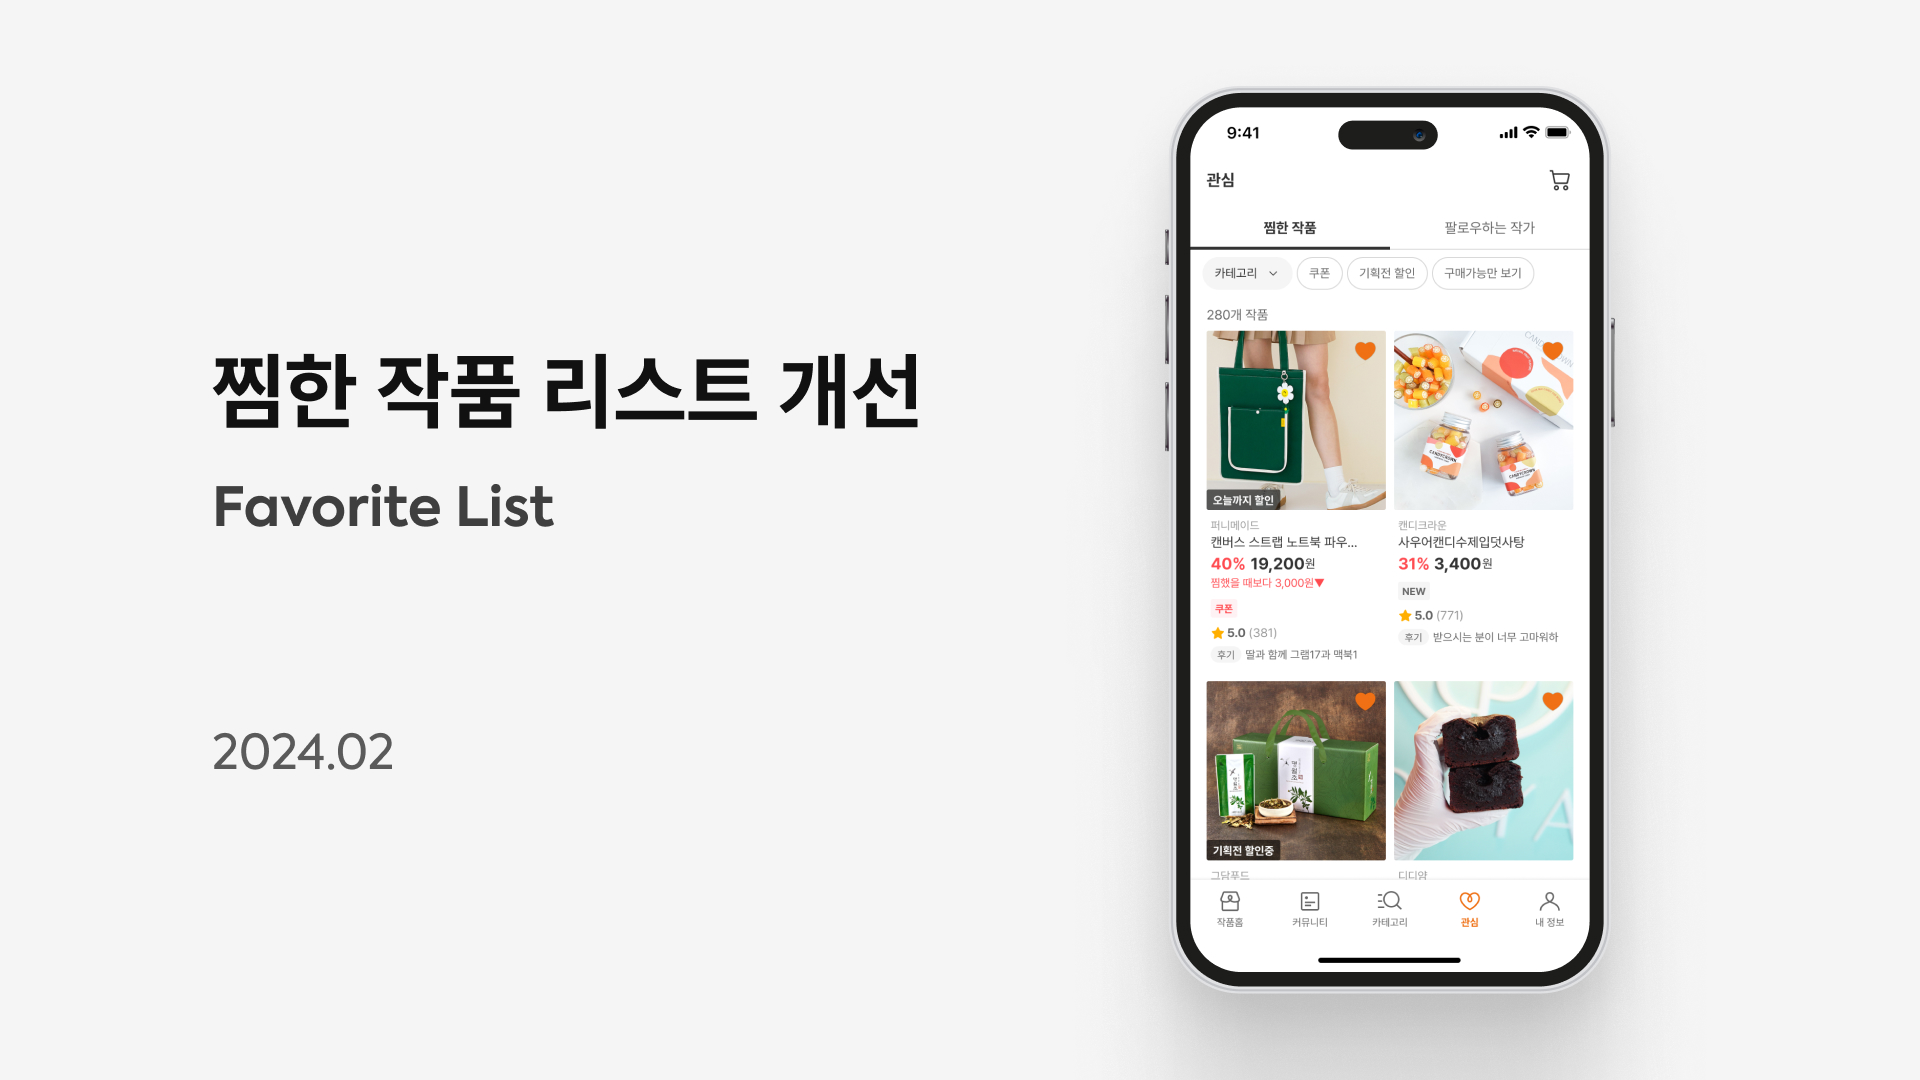 찜한 작품 리스트 개선
Favorite List
2024.02
9:41
관심
찜한 작품
팔로우하는 작가
카테고리
쿠폰
기획전 할인
구매가능만 보기
280개 작품
오늘까지 할인
퍼니메이드
캔버스 스트랩 노트북 파우...
40% 19,200원
찜했을 때보다 3,000원▼
쿠폰
5.0 (381)
후기 딸과 함께 그램17과 맥북1
캔디크라운
사우어캔디수제입덧사탕
31% 3,400원
NEW
5.0 (771)
후기 받으시는 분이 너무 고마워하
기획전 할인중
그담푸드
디디얌
작품홈
커뮤니티
카테고리
관심
내 정보